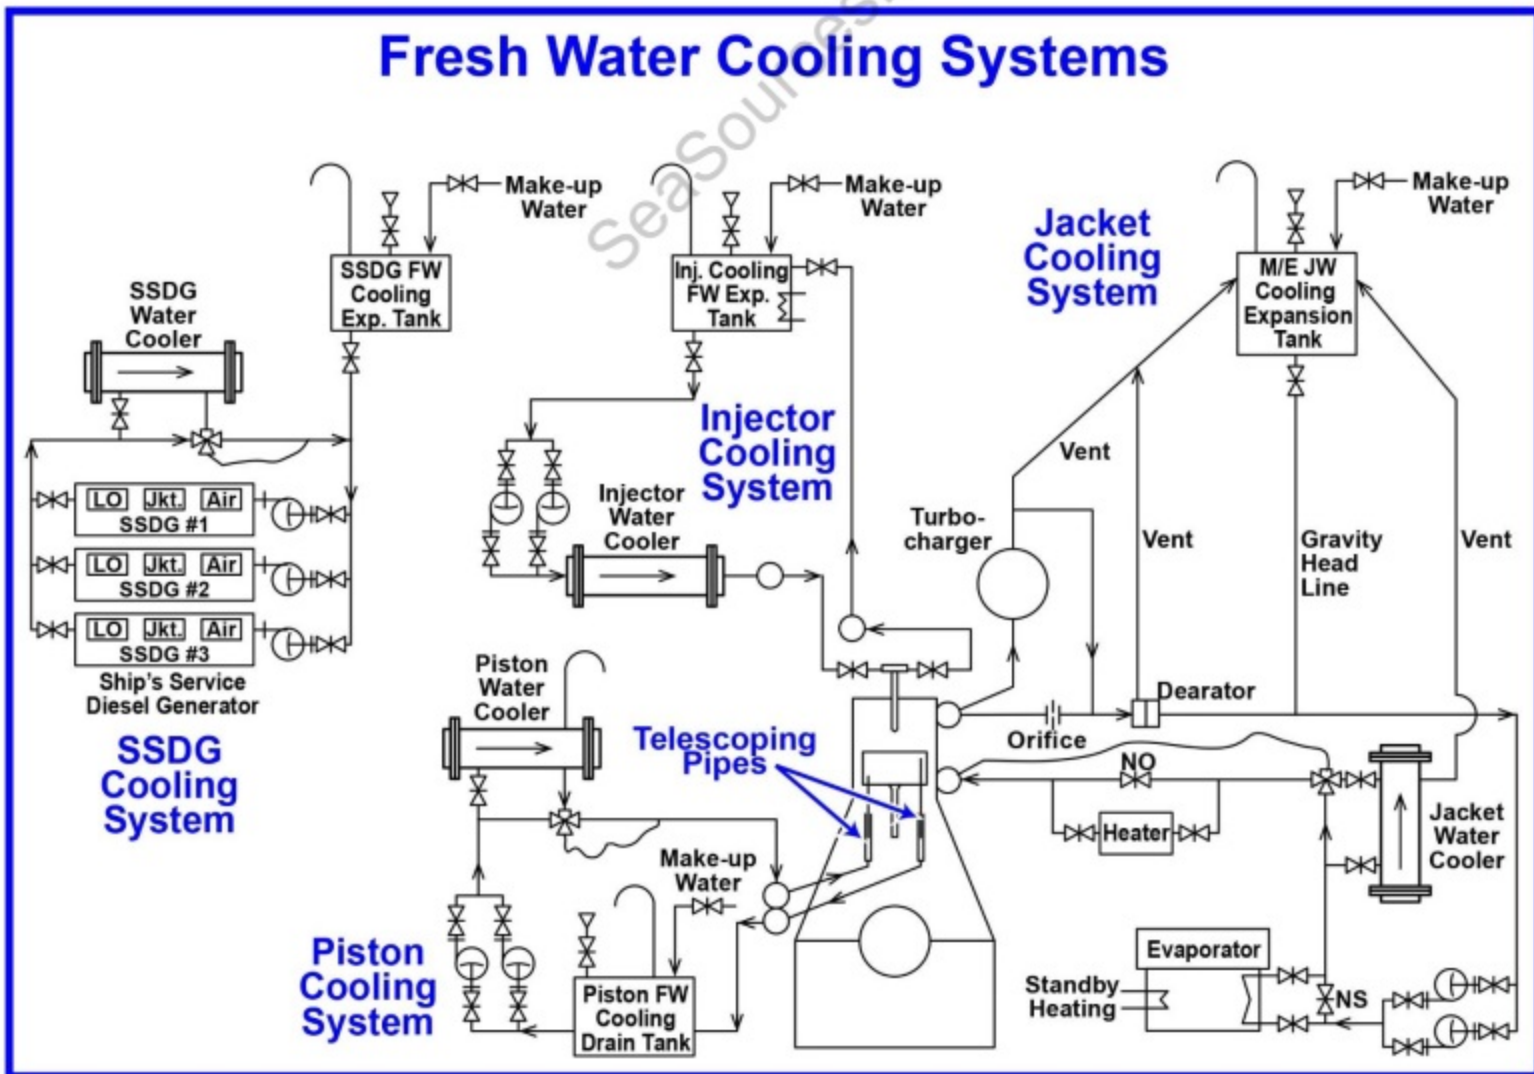 Fresh Water Cooling Systems
SeaSources.
Make-up
Water
SSDG FW
Cooling
Exp. Tank
SSDG
Water
Cooler
LO Jkt. Air
SSDG #1
LO Jkt. Air
SSDG #2
LO Jkt. Air
SSDG #3
Ship's Service
Diesel Generator
SSDG
Cooling
System
Make-up
Water
Inj. Cooling
FW Exp.
Tank
Injector
Cooling
System
Injector
Water
Cooler
Jacket
Cooling
System
Make-up
Water
M/E JW
Cooling
Expansion
Tank
Vent
Turbo-
charger
Vent
Gravity
Head
Line
Vent
Dearator
Orifice
NO
Heater
Jacket
Water
Cooler
Evaporator
Standby
Heating
NS
Piston
Water
Cooler
Telescoping
Pipes
Make-up
Water
Piston FW
Cooling
Drain Tank
Piston
Cooling
System